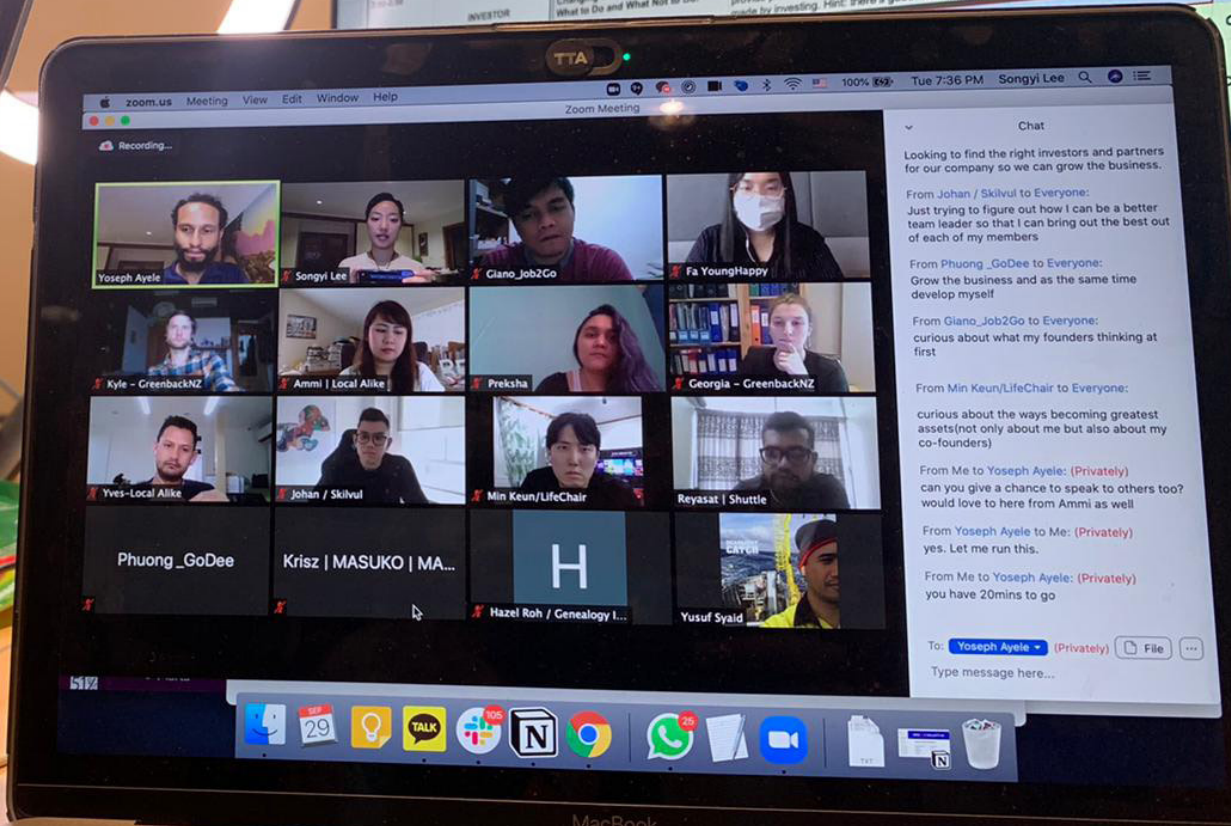 INVESTOR
What to Do and What Not to
made by investing. Hint: there's a
TTA
zoom.us Meeting View Edit Window Help
100% Tue 7:36 PM Songyi Lee
Zoom Meeting
Recording...
Yoseph Ayele
Songyi Lee
Giano_Job2Go
Fa YoungHappy
Kyle - GreenbackNZ
Ammi | Local Alike
Preksha
Georgia - GreenbackNZ
Yves-Local Alike
Johan / Skilvul
Min Keun/LifeChair
Reyasat | Shuttle
Phuong_GoDee
Krisz | MASUKO | MA...
H
Hazel Roh / Genealogy I...
CATCH
Yusuf Syaid
Chat
Looking to find the right investors and partners
for our company so we can grow the business.
From Johan / Skilvul to Everyone:
Just trying to figure out how I can be a better
team leader so that I can bring out the best out
of each of my members
From Phuong _GoDee to Everyone:
Grow the business and as the same time
develop myself
From Giano_Job2Go to Everyone:
curious about what my founders thinking at
first
From Min Keun/LifeChair to Everyone:
curious about the ways becoming greatest
assets(not only about me but also about my
co-founders)
From Me to Yoseph Ayele: (Privately)
can you give a chance to speak to others too?
would love to here from Ammi as well
From Yoseph Ayele to Me: (Privately)
yes. Let me run this.
From Me to Yoseph Ayele: (Privately)
you have 20mins to go
To: Yoseph Ayele (Privately) File
Type message here...
51%
SEP
29
TALK
105
N
25
TXT
N
MacBook